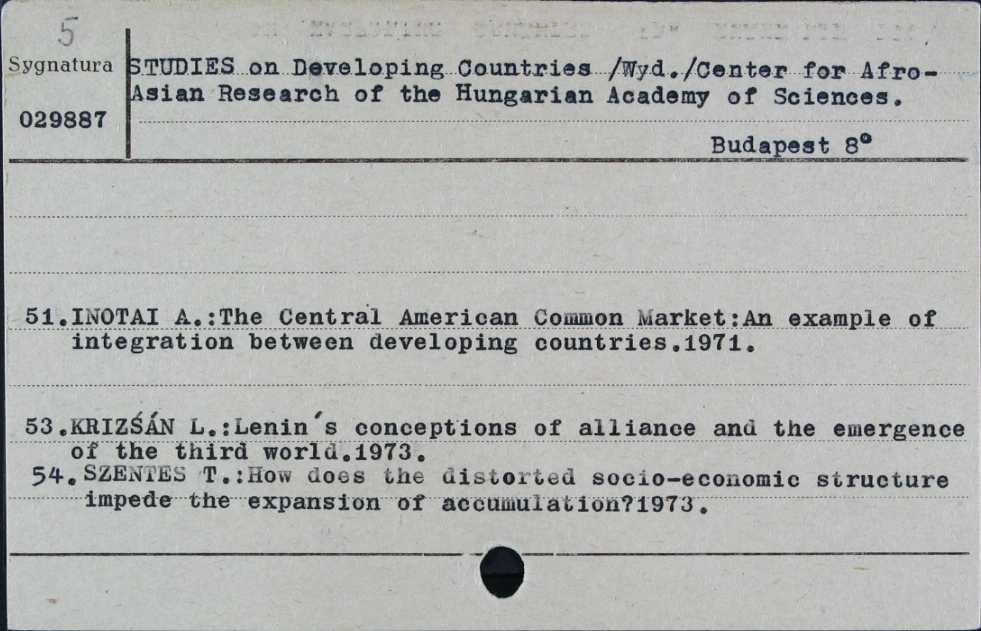 5
Sygnatura
029887
STUDIES on Developing Countries /Wyd./Center for Afro-
Asian Research of the Hungarian Academy of Sciences.
Budapest 8°
51.INOTAI A.:The Central American Common Market:An example of
integration between developing countries.1971.
53.KRIZŚÁN L.:Lenin´s conceptions of alliance and the emergence
of the third world.1973.
54.SZENTES T.:How does the distorted socio-economic structure
impede the expansion of accumulation?1973.